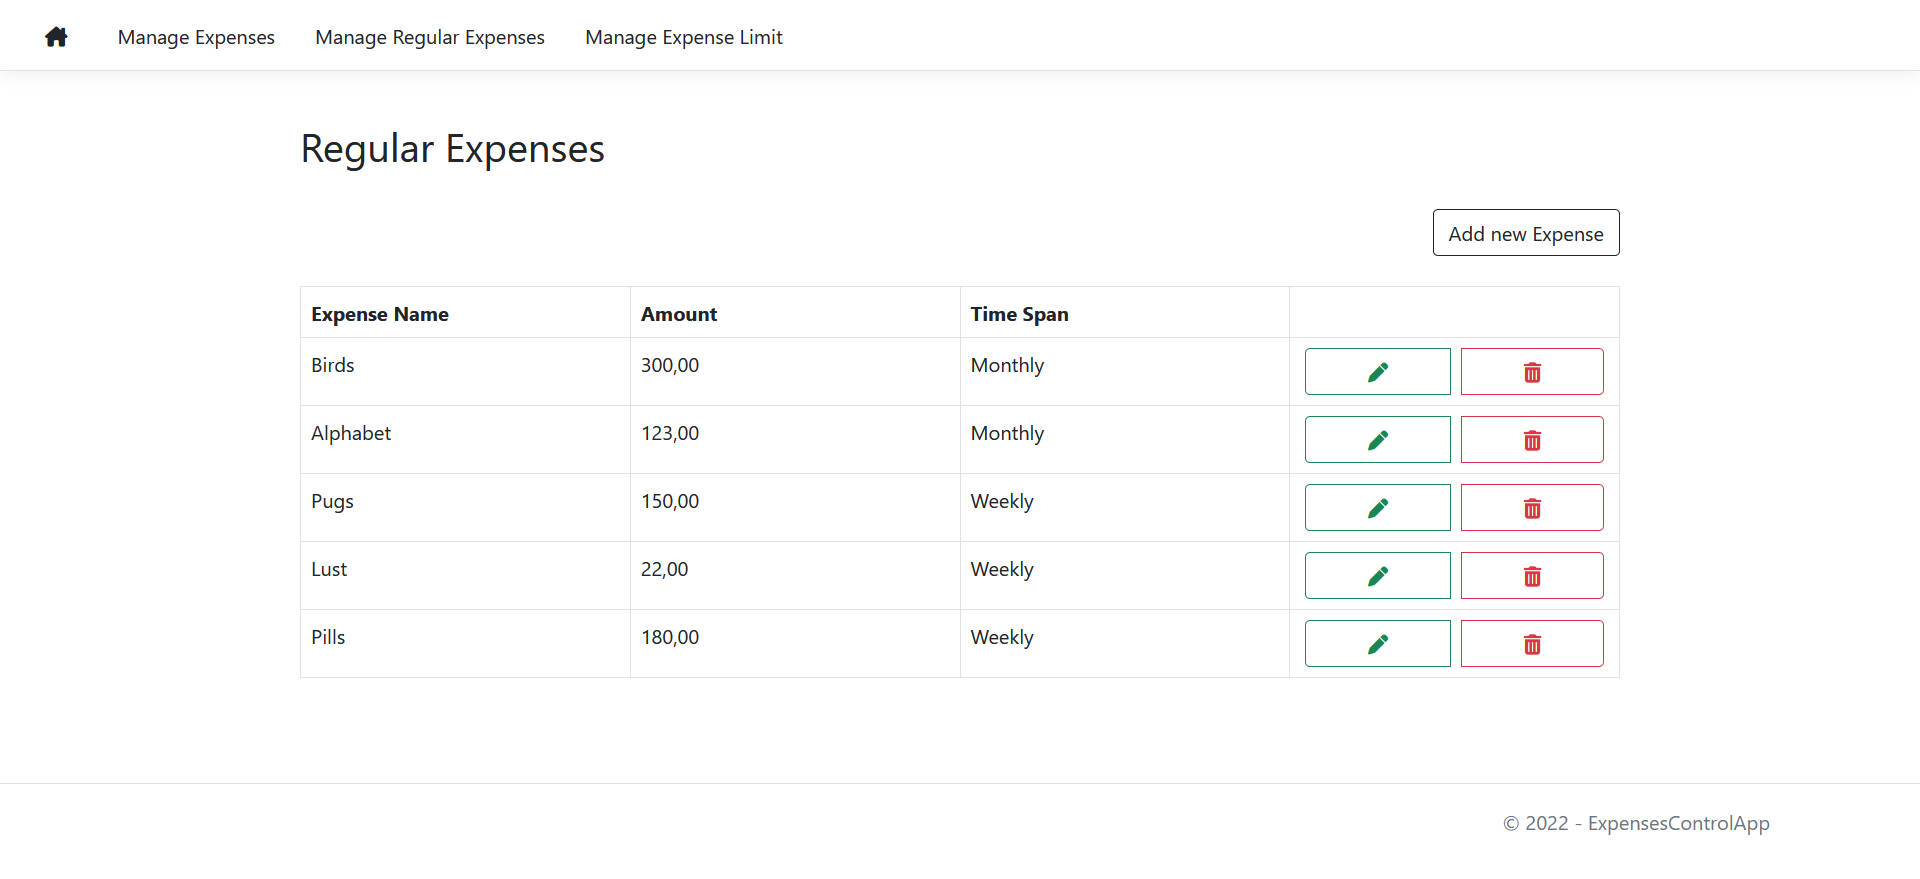 Manage Expenses Manage Regular Expenses Manage Expense Limit
Regular Expenses
Add new Expense
Expense Name Amount Time Span
Birds 300,00 Monthly
Alphabet 123,00 Monthly
Pugs 150,00 Weekly
Lust 22,00 Weekly
Pills 180,00 Weekly
© 2022 - ExpensesControlApp